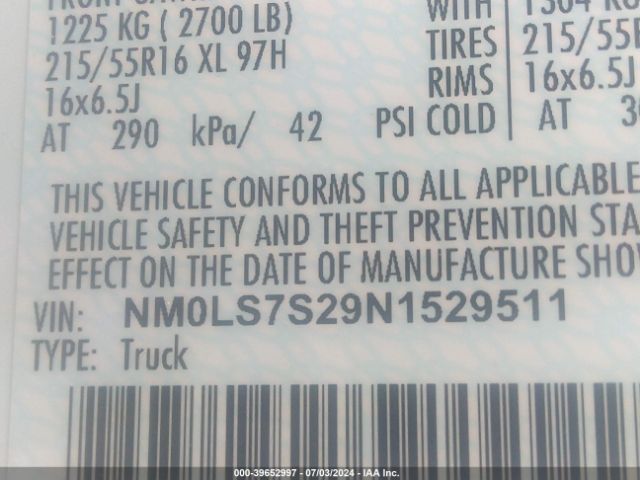 1225 KG ( 2700 LB)
215/55R16 XL 97H
16x6.5J
AT 290 kPa/ 42 PSI COLD
WITH
TIRES
RIMS
16x6.5J
AT
THIS VEHICLE CONFORMS TO ALL APPLICABLE
VEHICLE SAFETY AND THEFT PREVENTION STA
EFFECT ON THE DATE OF MANUFACTURE SHO
VIN: NM0LS7S29N1529511
TYPE: Truck
000-39652997 - 07/03/2024 - IAA Inc.